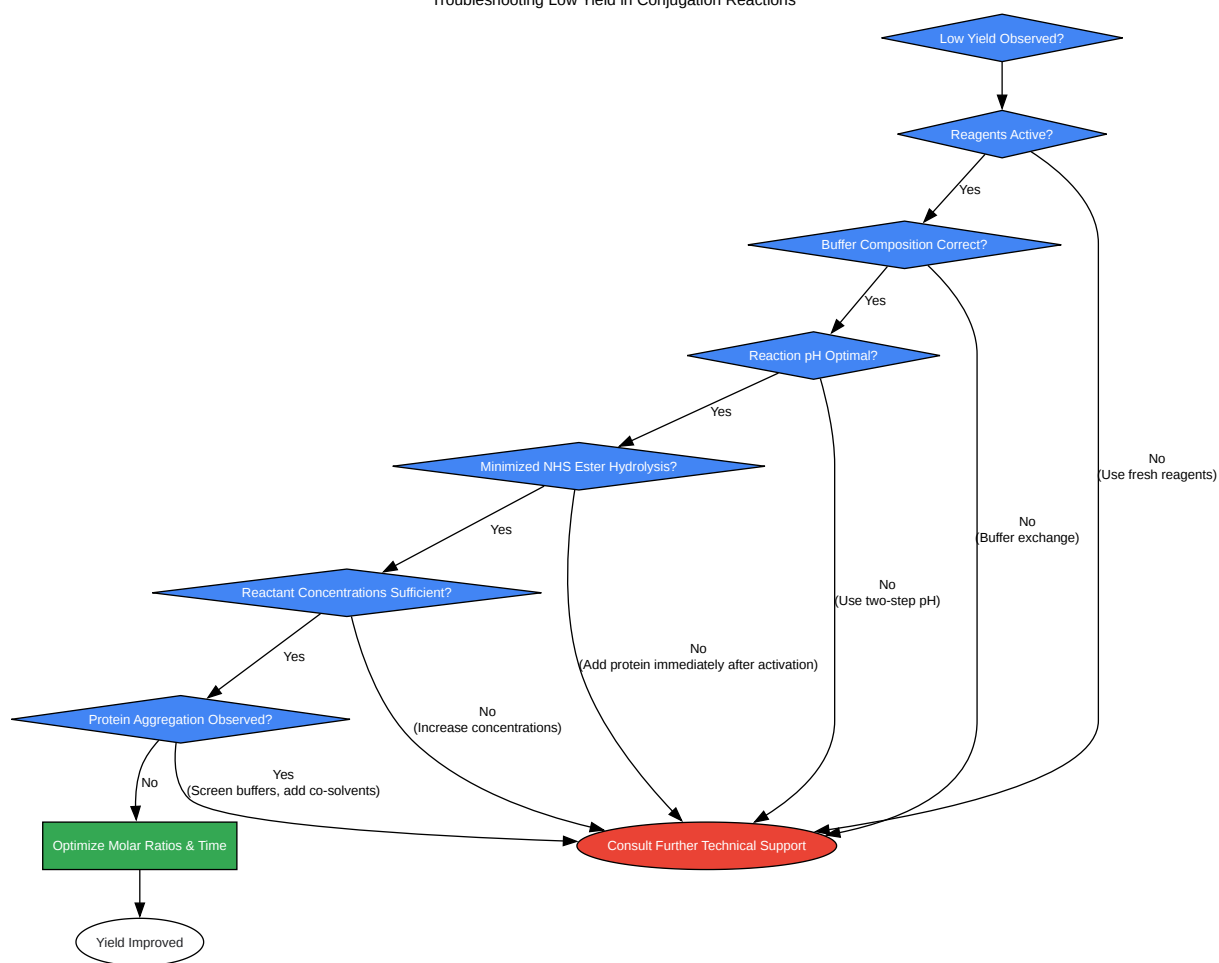 Troubleshooting Low Yield in Conjugation Reactions
Low Yield Observed?
Reagents Active?
Yes
Buffer Composition Correct?
Yes
Reaction pH Optimal?
Yes
Minimized NHS Ester Hydrolysis?
No
(Use fresh reagents)
Yes
No
(Buffer exchange)
Reactant Concentrations Sufficient?
No
(Use two-step pH)
Yes
No
(Add protein immediately after activation)
Protein Aggregation Observed?
No
(Increase concentrations)
No
Yes
(Screen buffers, add co-solvents)
Optimize Molar Ratios & Time
Consult Further Technical Support
Yield Improved